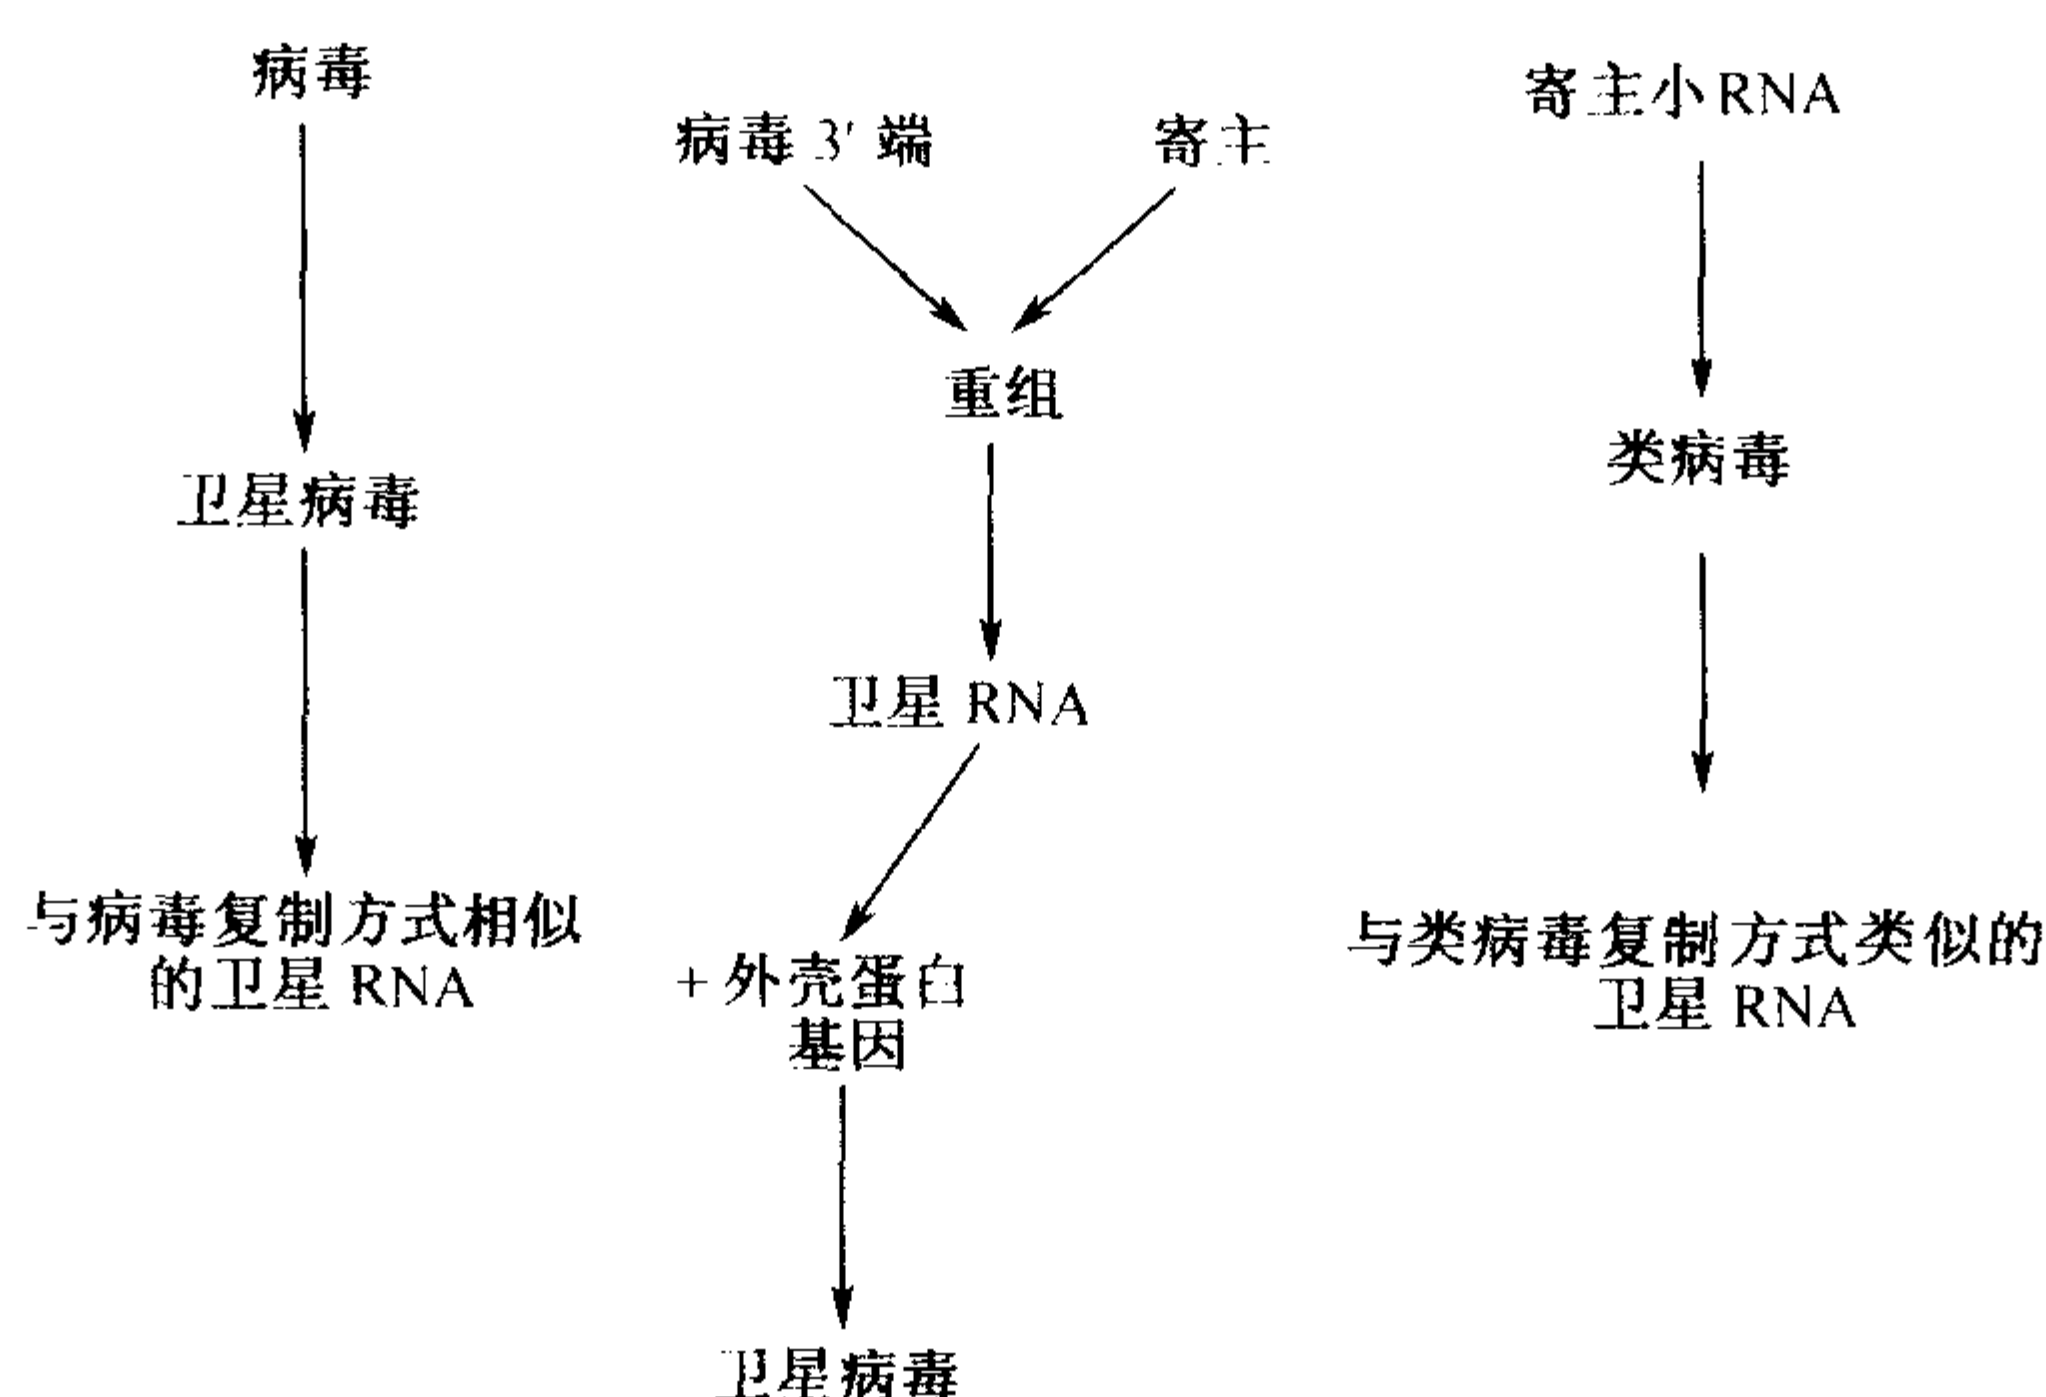 病毒
卫星病毒
与病毒复制方式相似
的卫星 RNA
病毒 3′ 端
寄主
重组
卫星 RNA
+ 外壳蛋白
基因
卫星病毒
寄主小RNA
类病毒
与类病毒复制方式类似的
卫星 RNA